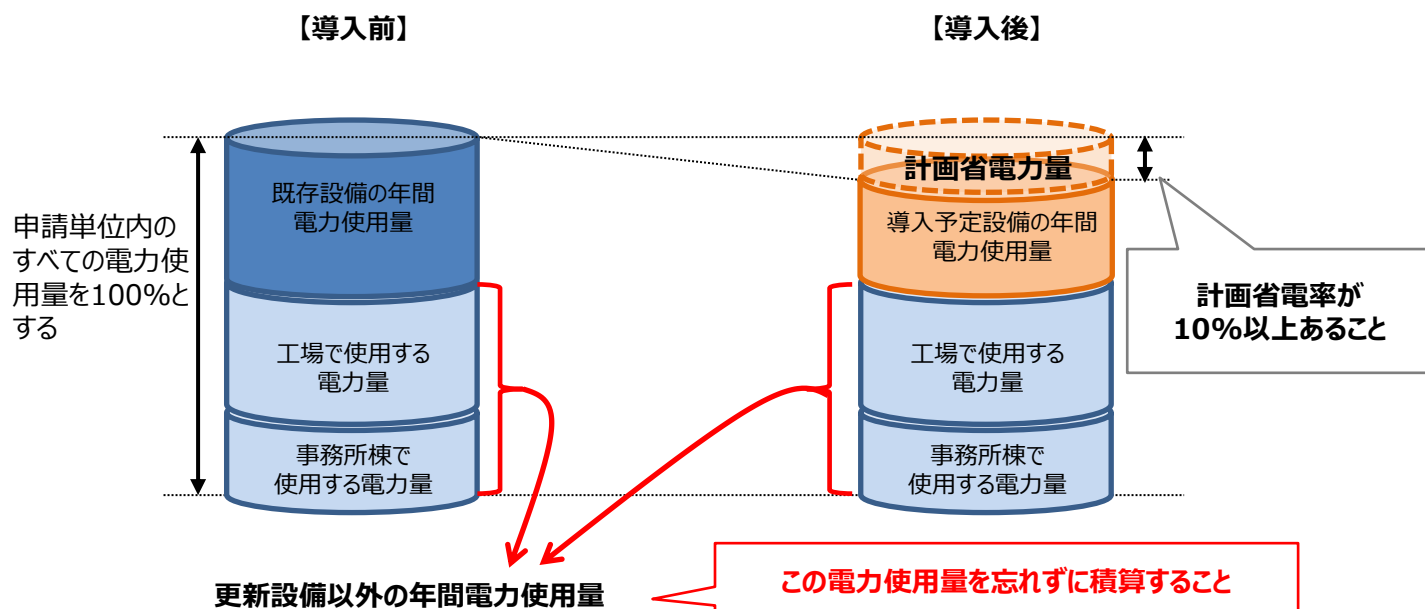 【導入前】
【導入後】
申請単位内の
すべての電力使
用量を100%と
する
既存設備の年間
電力使用量
工場で使用する
電力量
事務所棟で
使用する電力量
計画省電力量
導入予定設備の年間
電力使用量
工場で使用する
電力量
事務所棟で
使用する電力量
計画省電率が
10%以上あること
更新設備以外の年間電力使用量
この電力使用量を忘れずに積算すること